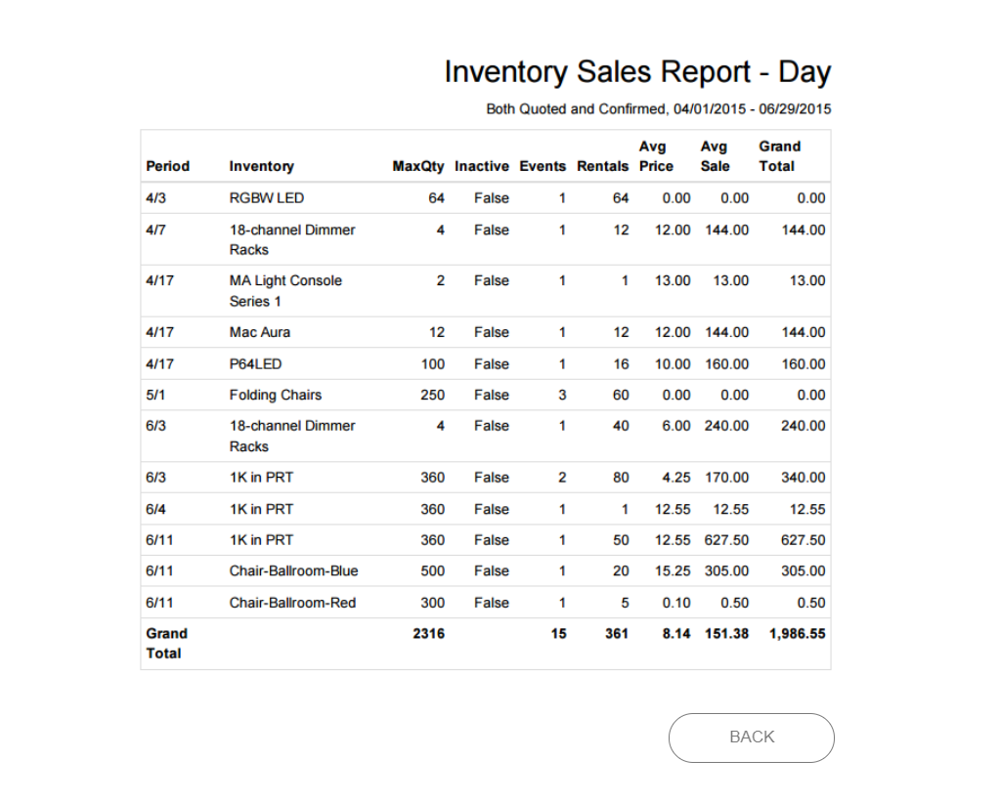 Inventory Sales Report - Day
Both Quoted and Confirmed, 04/01/2015 - 06/29/2015
Period Inventory MaxQty Inactive Events Rentals Avg Price Avg Sale Grand Total
4/3 RGBW LED 64 False 1 64 0.00 0.00 0.00
4/7 18-channel Dimmer Racks 4 False 1 12 12.00 144.00 144.00
4/17 MA Light Console Series 1 2 False 1 1 13.00 13.00 13.00
4/17 Mac Aura 12 False 1 12 12.00 144.00 144.00
4/17 P64LED 100 False 1 16 10.00 160.00 160.00
5/1 Folding Chairs 250 False 3 60 0.00 0.00 0.00
6/3 18-channel Dimmer Racks 4 False 1 40 6.00 240.00 240.00
6/3 1K in PRT 360 False 2 80 4.25 170.00 340.00
6/4 1K in PRT 360 False 1 1 12.55 12.55 12.55
6/11 1K in PRT 360 False 1 50 12.55 627.50 627.50
6/11 Chair-Ballroom-Blue 500 False 1 20 15.25 305.00 305.00
6/11 Chair-Ballroom-Red 300 False 1 5 0.10 0.50 0.50
Grand Total 2316 15 361 8.14 151.38 1,986.55
BACK